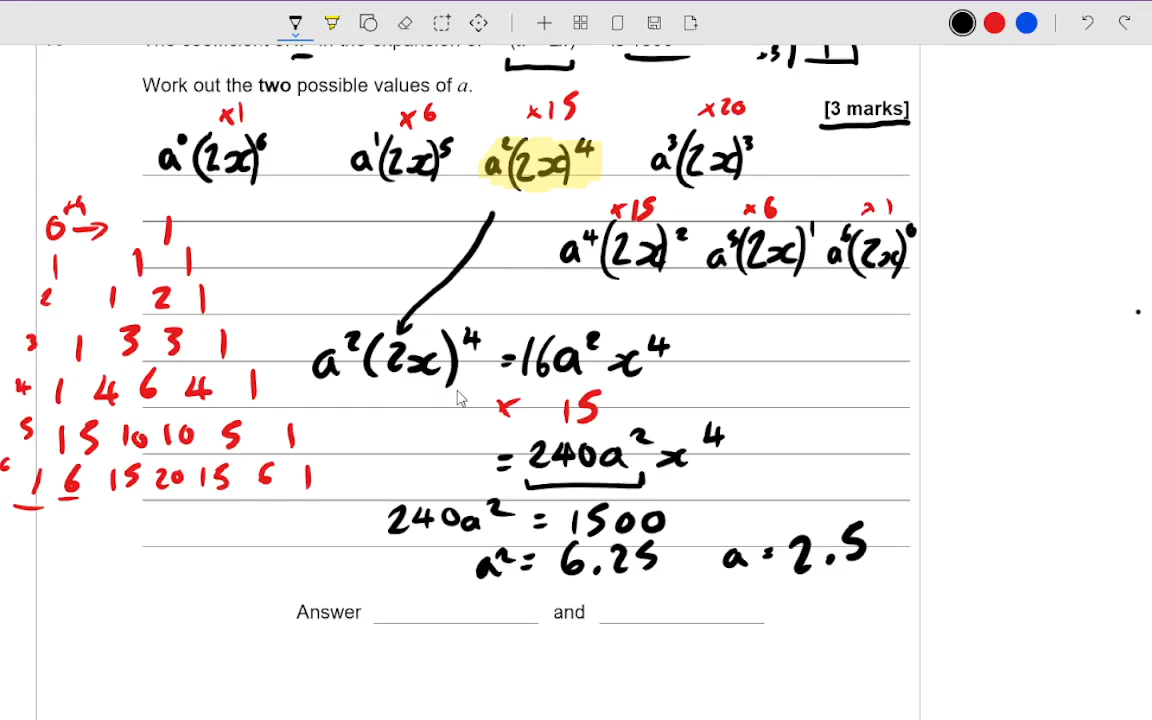 Work out the two possible values of a.
[3 marks]
×1 ×6 ×15 ×20
a⁰(2x)⁶ a¹(2x)⁵ a²(2x)⁴ a³(2x)³
×15 ×6 ×1
a⁴(2x)² a⁵(2x)¹ a⁶(2x)⁰
0 → 1
1 1 1
2 1 2 1
3 1 3 3 1
4 1 4 6 4 1
5 1 5 10 10 5 1
6 1 6 15 20 15 6 1
a²(2x)⁴ = 16a²x⁴
× 15
= 240a²x⁴
240a² = 1500
a² = 6.25 a = 2.5
Answer and